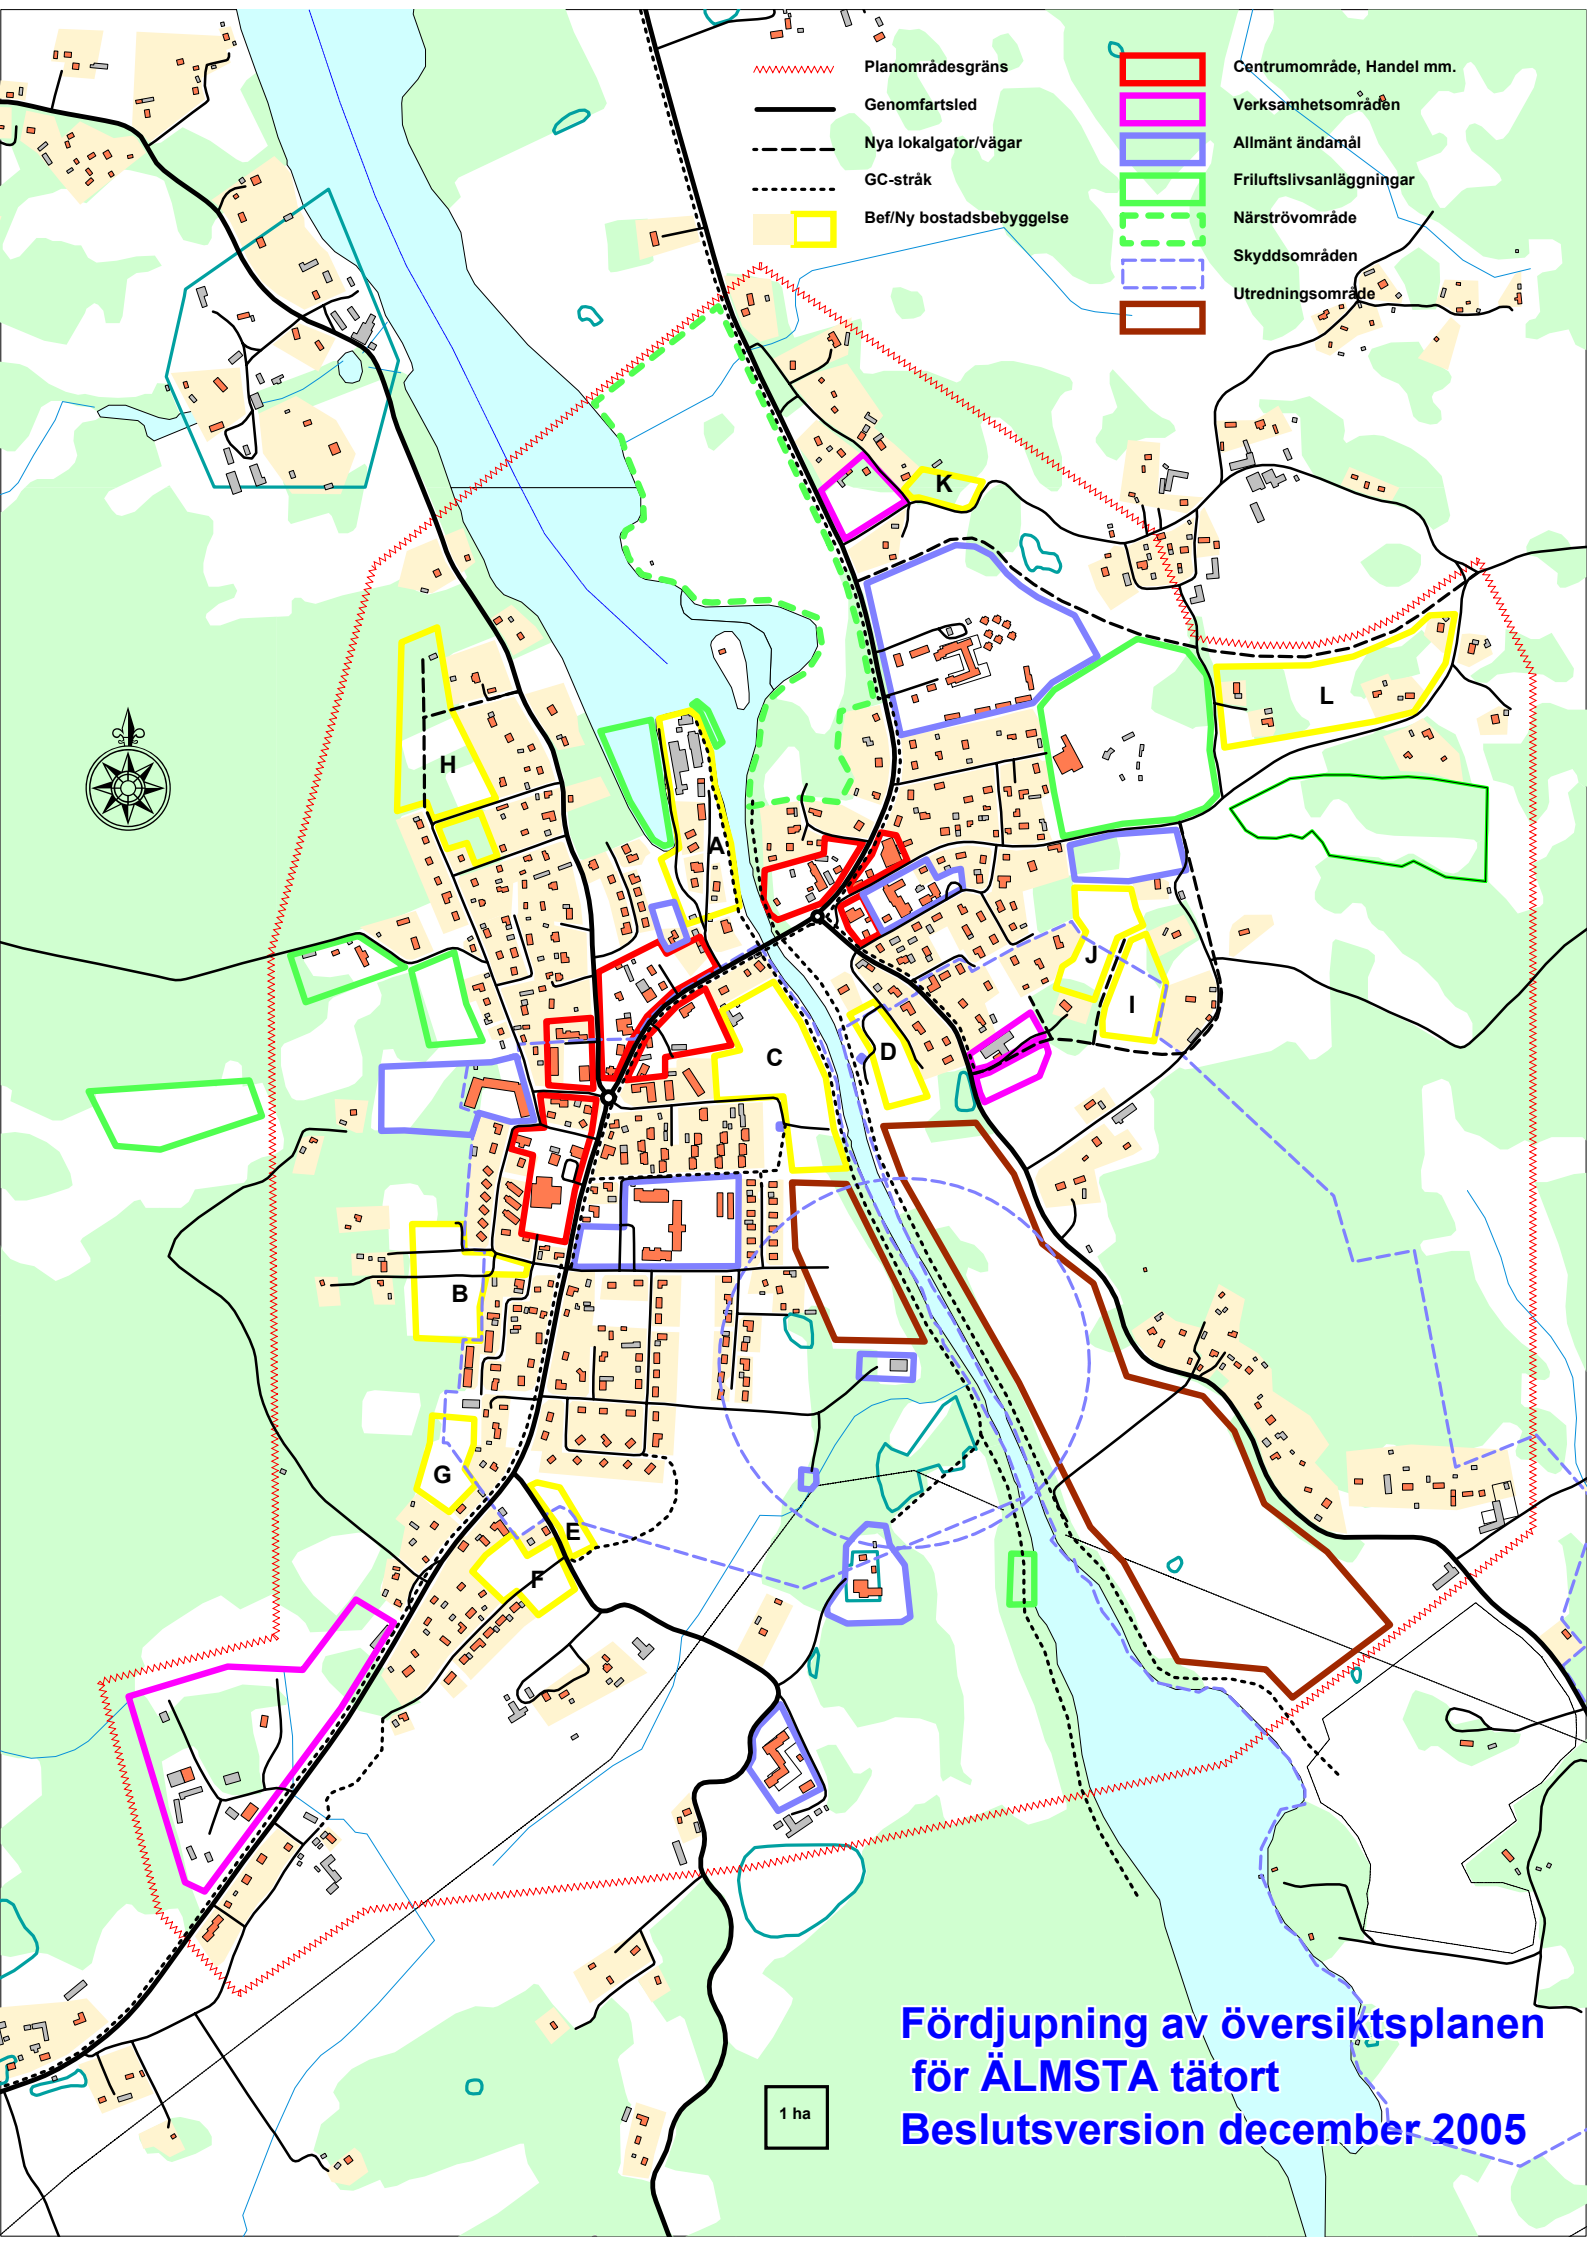 Planområdesgräns
Genomfartsled
Nya lokalgator/vägar
GC-stråk
Bef/Ny bostadsbebyggelse
Centrumområde, Handel mm.
Verksamhetsområden
Allmänt ändamål
Friluftslivsanläggningar
Närströvområde
Skyddsområden
Utredningsområde
K
L
H
A
J
I
C
D
B
G
E
F
Fördjupning av översiktsplanen
för ÄLMSTA tätort
Beslutsversion december 2005
1 ha